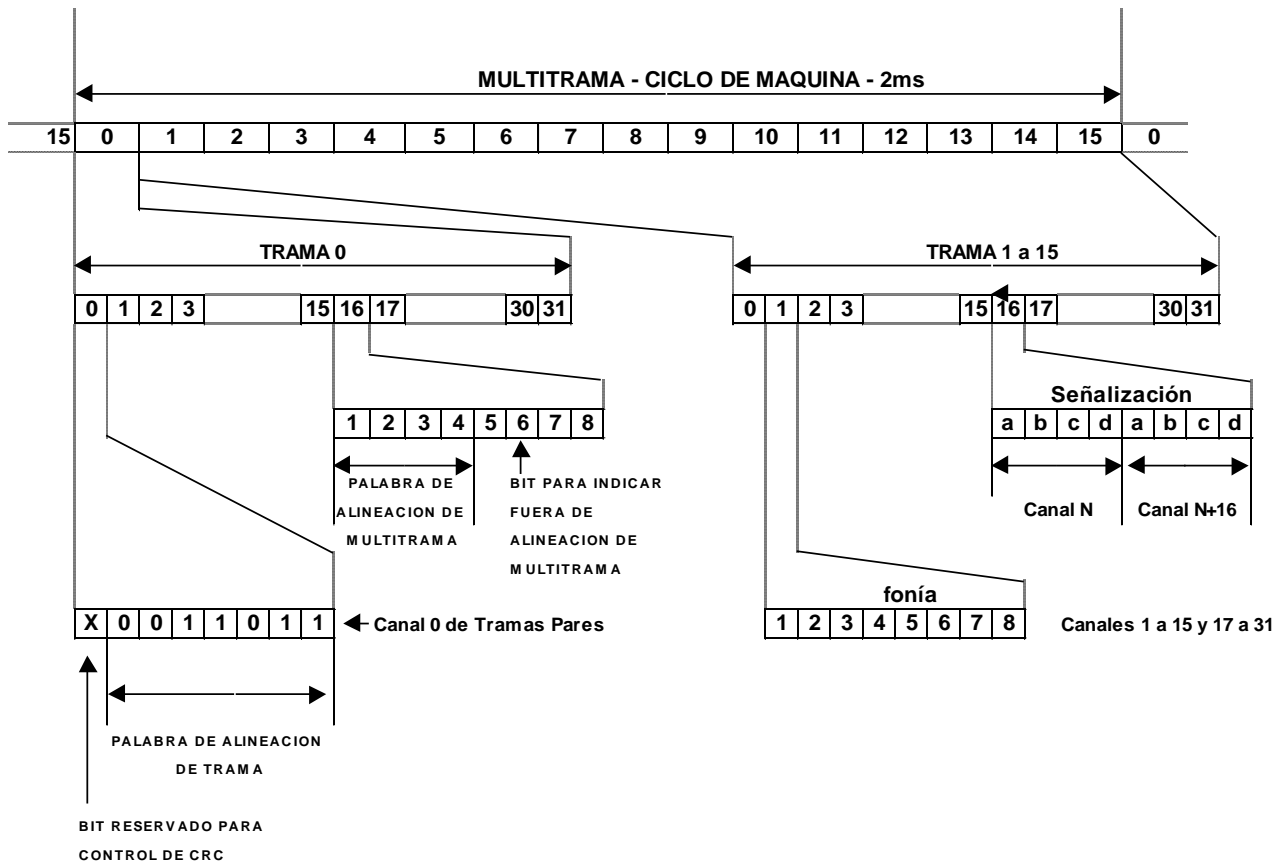 MULTITRAMA - CICLO DE MAQUINA - 2ms
15 0 1 2 3 4 5 6 7 8 9 10 11 12 13 14 15 0
TRAMA 0
TRAMA 1 a 15
0 1 2 3 15 16 17 30 31
0 1 2 3 15 16 17 30 31
Señalización
1 2 3 4 5 6 7 8
a b c d a b c d
PALABRA DE
ALINEACION DE
MULTITRAMA
BIT PARA INDICAR
FUERA DE
ALINEACION DE
MULTITRAMA
Canal N
Canal N+16
fonía
X 0 0 1 1 0 1 1
Canal 0 de Tramas Pares
1 2 3 4 5 6 7 8
Canales 1 a 15 y 17 a 31
PALABRA DE ALINEACION
DE TRAMA
BIT RESERVADO PARA
CONTROL DE CRC